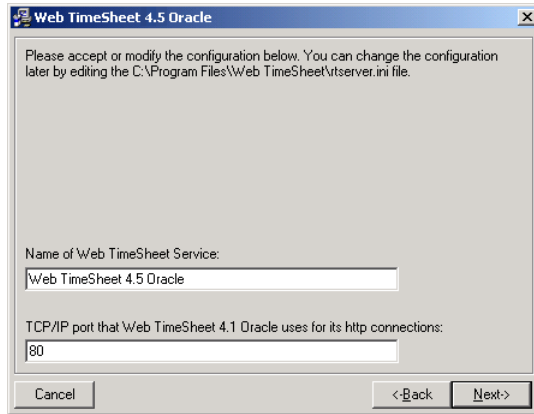 Web TimeSheet 4.5 Oracle
Please accept or modify the configuration below. You can change the configuration
later by editing the C:\Program Files\Web TimeSheet\rtserver.ini file.
Name of Web TimeSheet Service:
Web TimeSheet 4.5 Oracle
TCP/IP port that Web TimeSheet 4.1 Oracle uses for its http connections:
80
Cancel <-Back Next->